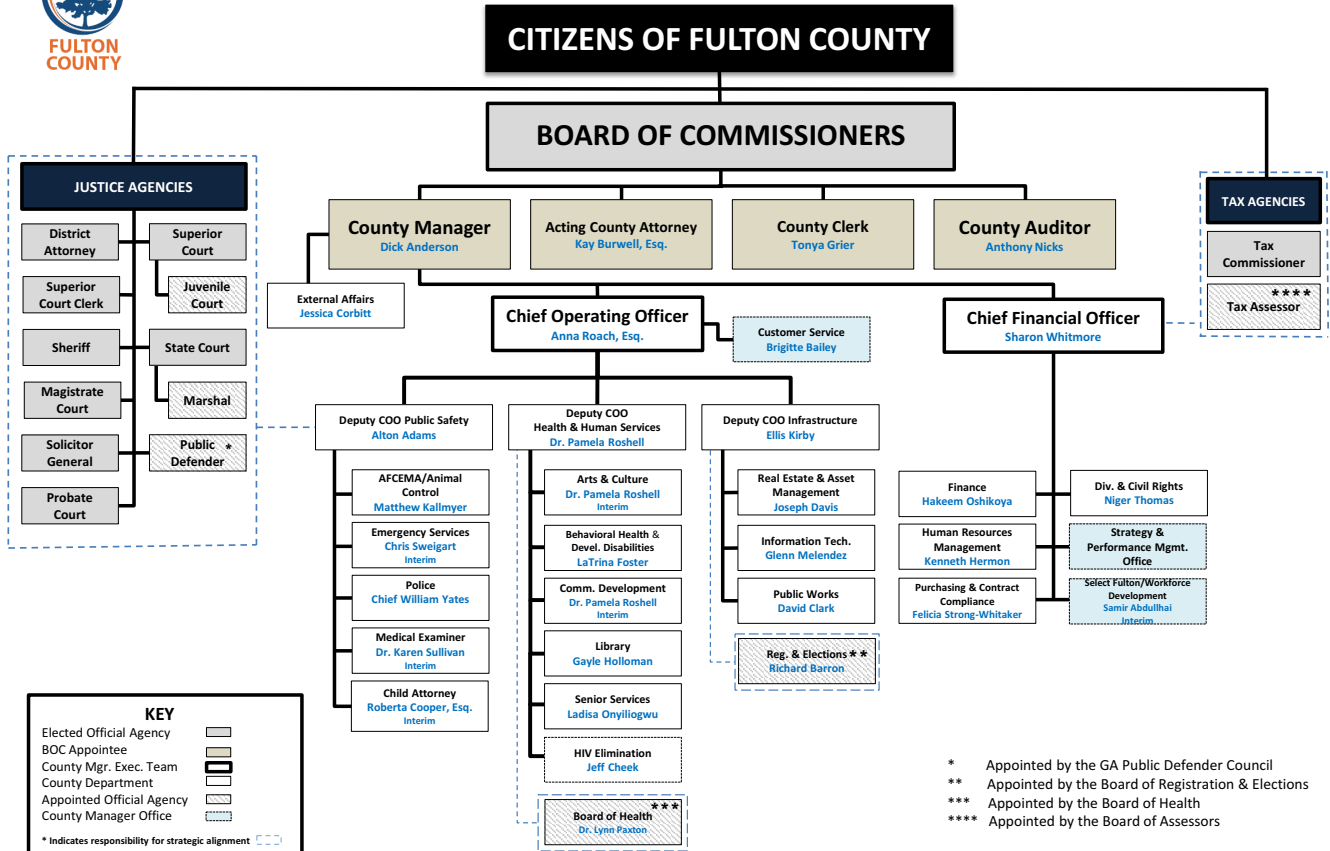 FULTON
COUNTY
CITIZENS OF FULTON COUNTY
BOARD OF COMMISSIONERS
JUSTICE AGENCIES
District
Attorney
Superior
Court
Superior
Court Clerk
Juvenile
Court
Sheriff
State Court
Magistrate
Court
Marshal
Solicitor
General
Public *
Defender
Probate
Court
County Manager
Dick Anderson
Acting County Attorney
Kay Burwell, Esq.
County Clerk
Tonya Grier
County Auditor
Anthony Nicks
TAX AGENCIES
Tax
Commissioner
****
Tax Assessor
External Affairs
Jessica Corbitt
Chief Operating Officer
Anna Roach, Esq.
Customer Service
Brigitte Bailey
Chief Financial Officer
Sharon Whitmore
Deputy COO Public Safety
Alton Adams
Deputy COO
Health & Human Services
Dr. Pamela Roshell
Deputy COO Infrastructure
Ellis Kirby
AFCEMA/Animal
Control
Matthew Kallmyer
Emergency Services
Chris Sweigart
Interim
Police
Chief William Yates
Medical Examiner
Dr. Karen Sullivan
Interim
Child Attorney
Roberta Cooper, Esq.
Interim
Arts & Culture
Dr. Pamela Roshell
Interim
Behavioral Health &
Devel. Disabilities
LaTrina Foster
Comm. Development
Dr. Pamela Roshell
Interim
Library
Gayle Holloman
Senior Services
Ladisa Onyiliogwu
HIV Elimination
Jeff Cheek
***
Board of Health
Dr. Lynn Paxton
Real Estate & Asset
Management
Joseph Davis
Information Tech.
Glenn Melendez
Public Works
David Clark
Reg. & Elections **
Richard Barron
Finance
Hakeem Oshikoya
Div. & Civil Rights
Niger Thomas
Human Resources
Management
Kenneth Hermon
Strategy &
Performance Mgmt.
Office
Purchasing & Contract
Compliance
Felicia Strong-Whitaker
Select Fulton/Workforce
Development
Samir Abdullhai
Interim
KEY
Elected Official Agency
BOC Appointee
County Mgr. Exec. Team
County Department
Appointed Official Agency
County Manager Office
* Indicates responsibility for strategic alignment
* Appointed by the GA Public Defender Council
** Appointed by the Board of Registration & Elections
*** Appointed by the Board of Health
**** Appointed by the Board of Assessors